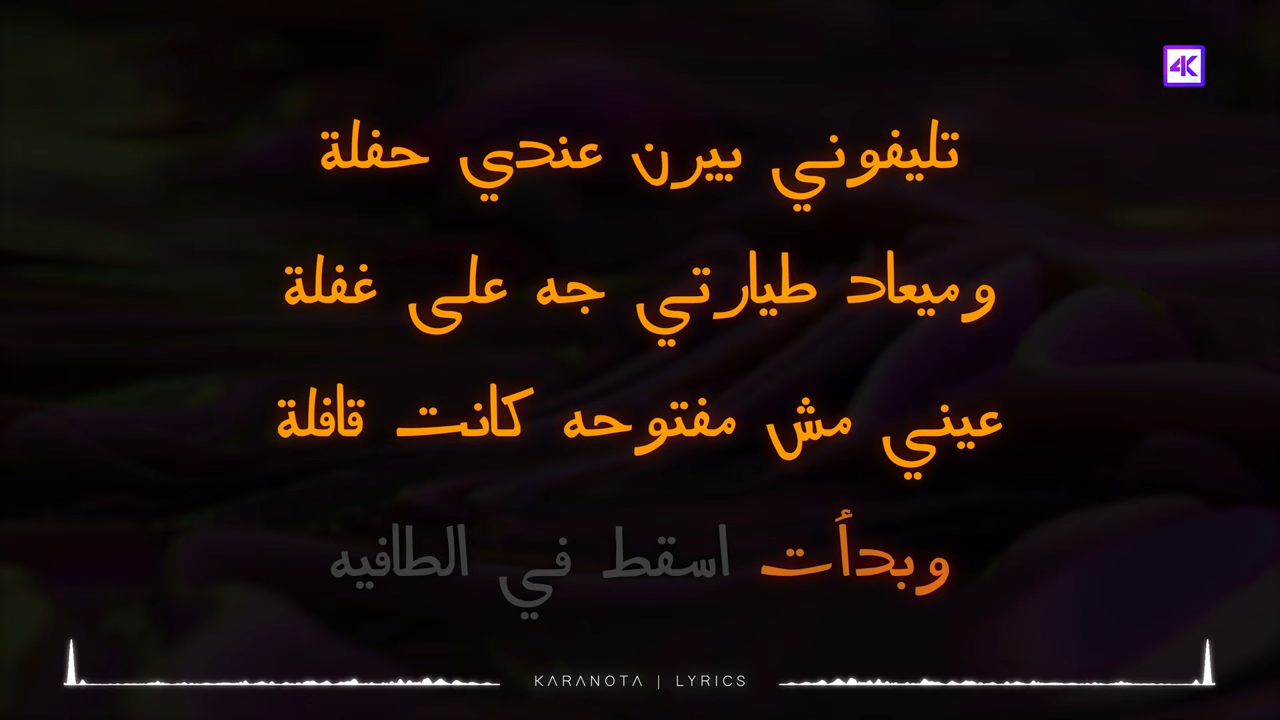 4K
تليفوني بيرن عندي حفلة
وميعاد طيارتي جه على غفلة
عيني مش مفتوحه كانت قافلة
وبدأت اسقط في الطافيه
KARANOTA | LYRICS